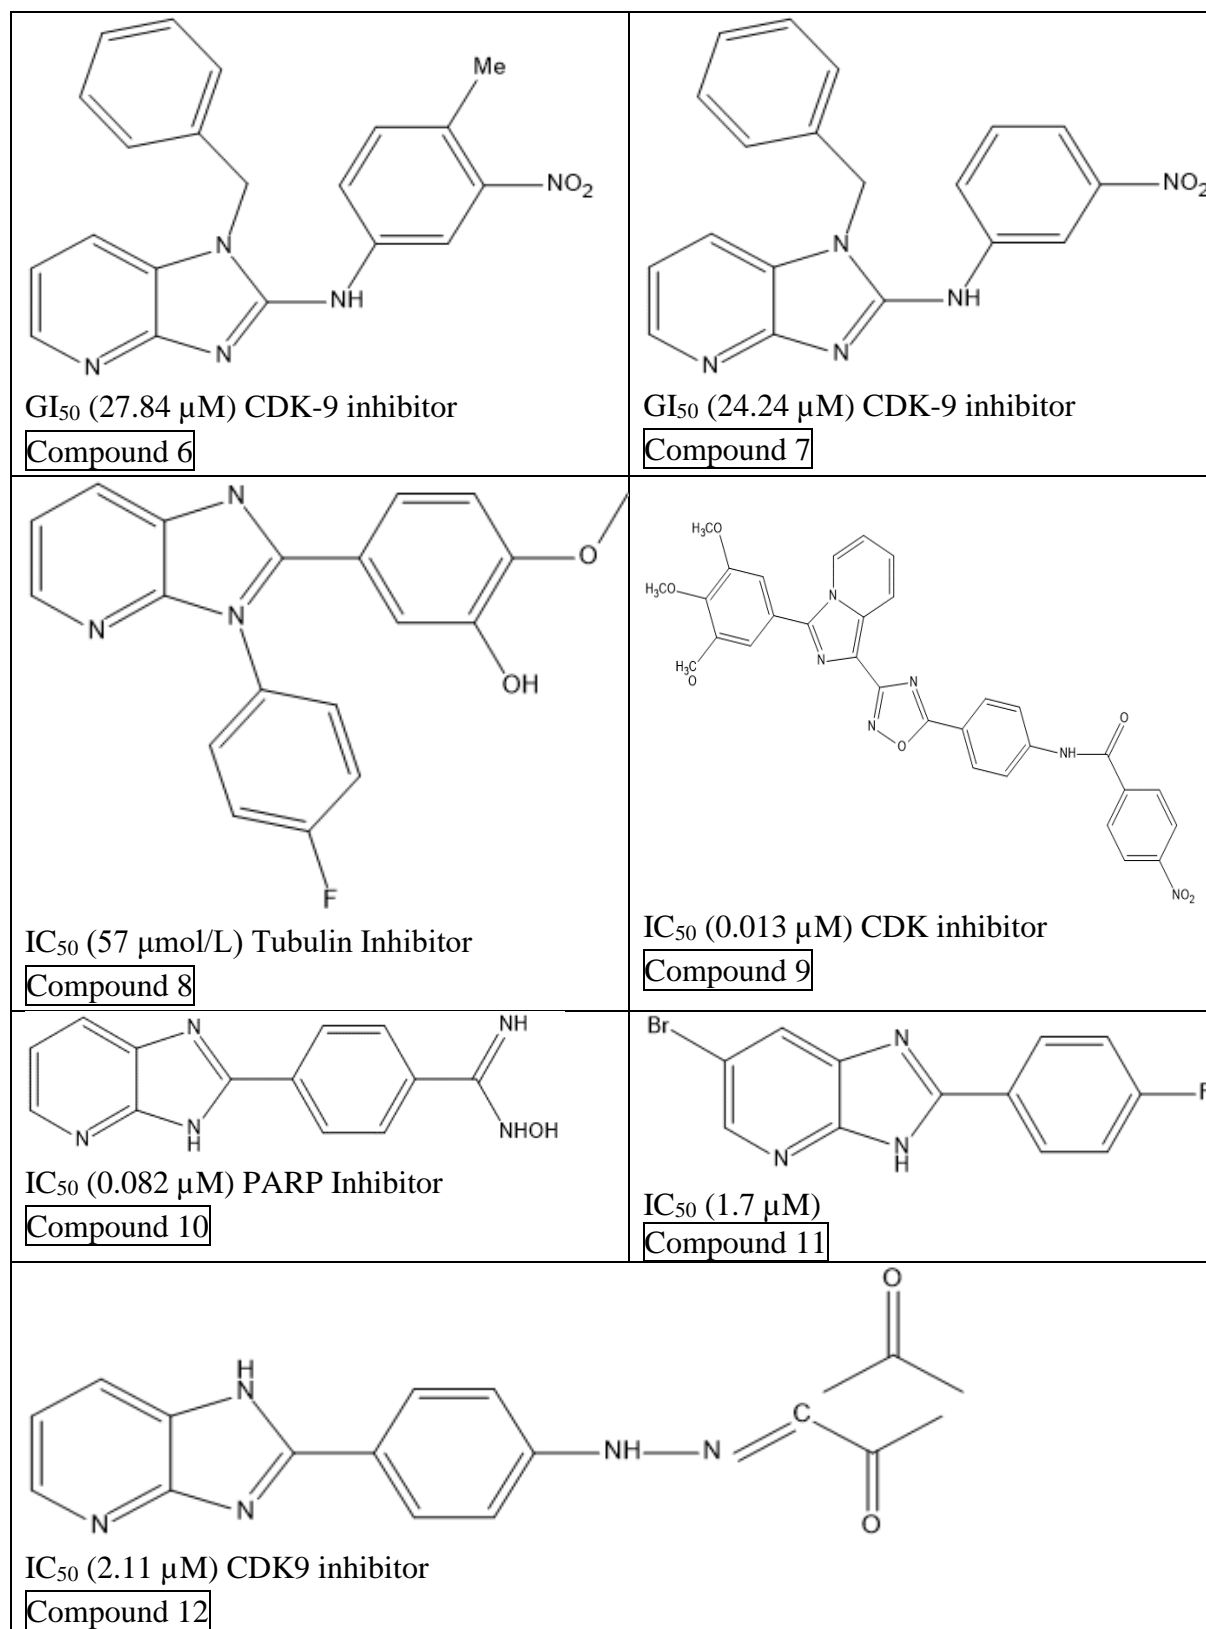 Me
NO₂
N
NH
N
N
GI₅₀ (27.84 µM) CDK-9 inhibitor
Compound 6
NO₂
N
NH
N
N
GI₅₀ (24.24 µM) CDK-9 inhibitor
Compound 7
N
O
N
N
OH
F
IC₅₀ (57 µmol/L) Tubulin Inhibitor
Compound 8
H₃CO
H₃CO
N
H₃C
O
N
N
N
O
O
NH
NO₂
IC₅₀ (0.013 µM) CDK inhibitor
Compound 9
N
NH
N
N
H
NHOH
IC₅₀ (0.082 µM) PARP Inhibitor
Compound 10
Br
N
F
N
N
H
IC₅₀ (1.7 µM)
Compound 11
O
H
N
C
NH
N
N
N
O
IC₅₀ (2.11 µM) CDK9 inhibitor
Compound 12